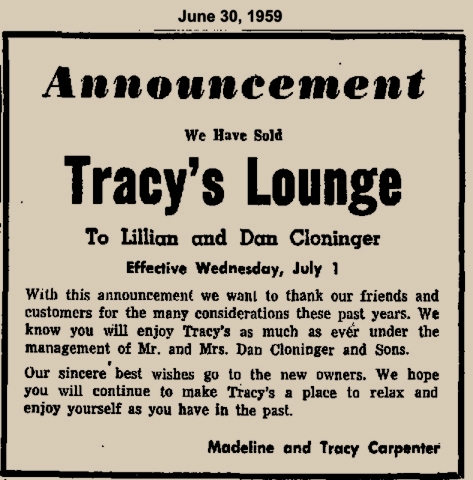 June 30, 1959
Announcement
We Have Sold
Tracy's Lounge
To Lillian and Dan Cloninger
Effective Wednesday, July 1
With this announcement we want to thank our friends and
customers for the many considerations these past years. We
know you will enjoy Tracy's as much as ever under the
management of Mr. and Mrs. Dan Cloninger and Sons.
Our sincere best wishes go to the new owners. We hope
you will continue to make Tracy's a place to relax and
enjoy yourself as you have in the past.
Madeline and Tracy Carpenter